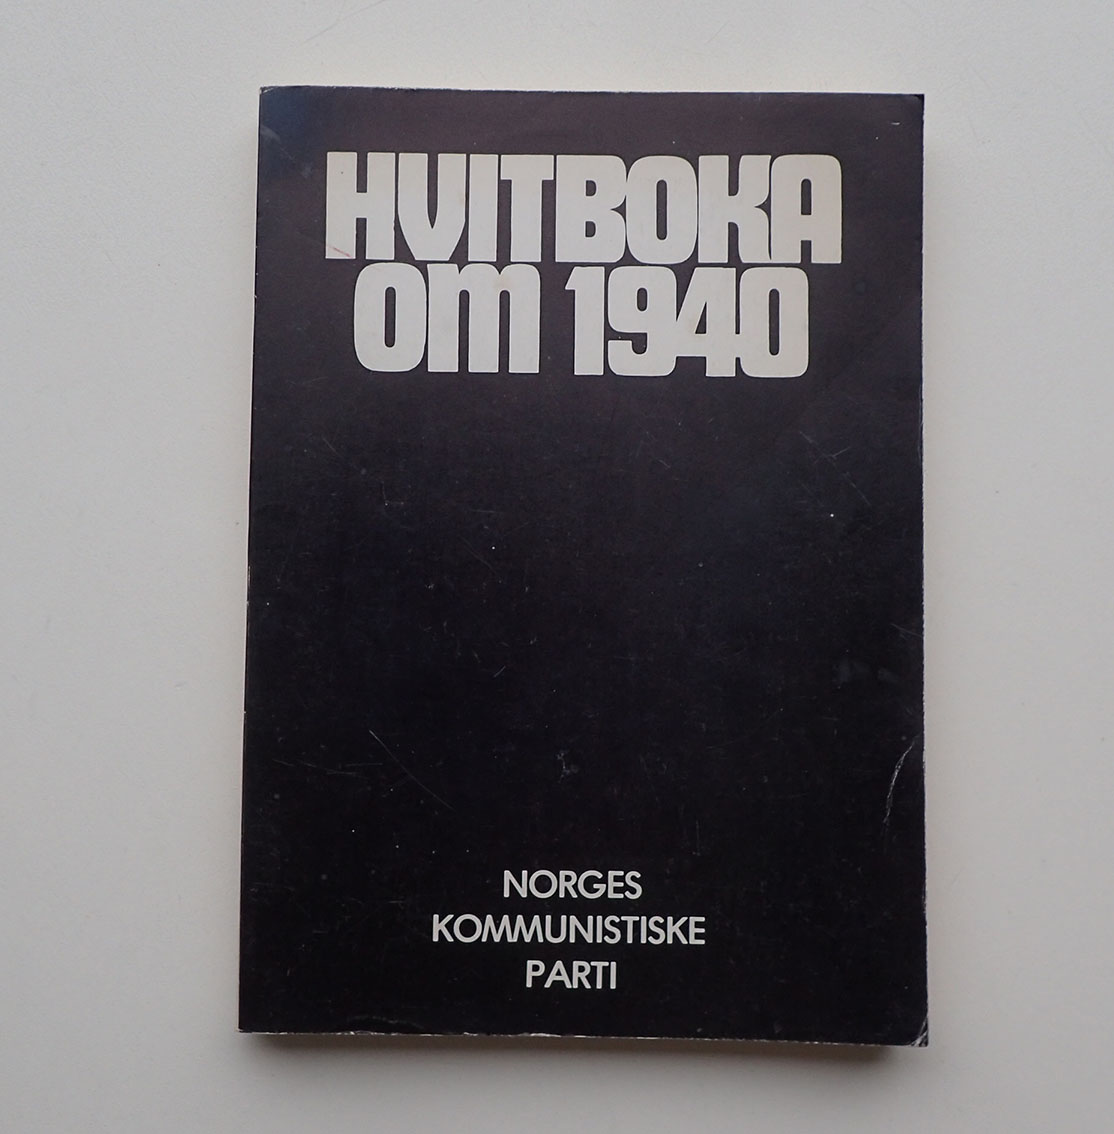 HVITBOKA
OM 1940
NORGES
KOMMUNISTISKE
PARTI